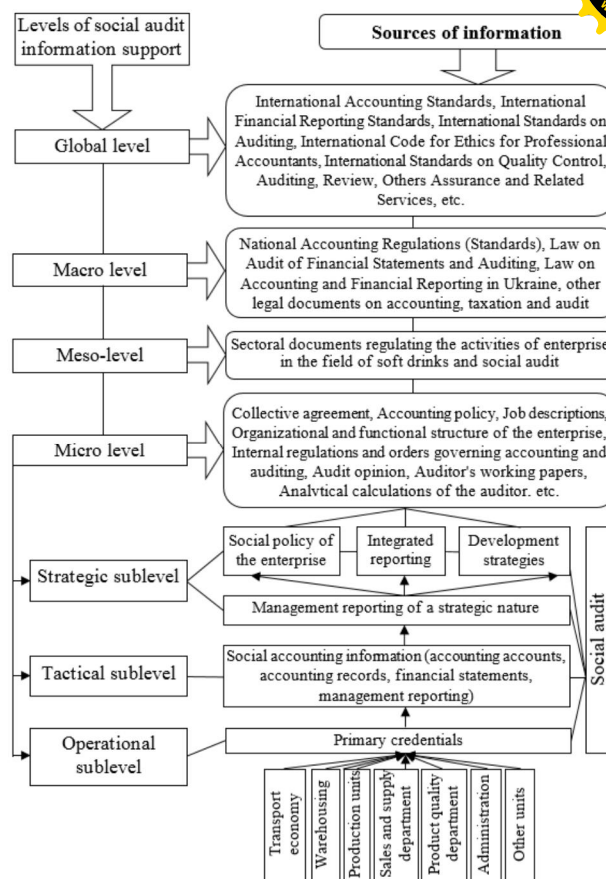 Levels of social audit
information support
Sources of information
Global level
International Accounting Standards, International
Financial Reporting Standards, International Standards on
Auditing, International Code for Ethics for Professional
Accountants, International Standards on Quality Control,
Auditing, Review, Others Assurance and Related
Services, etc.
Macro level
National Accounting Regulations (Standards), Law on
Audit of Financial Statements and Auditing, Law on
Accounting and Financial Reporting in Ukraine, other
legal documents on accounting, taxation and audit
Meso-level
Sectoral documents regulating the activities of enterprise
in the field of soft drinks and social audit
Micro level
Collective agreement, Accounting policy, Job descriptions,
Organizational and functional structure of the enterprise,
Internal regulations and orders governing accounting and
auditing, Audit opinion, Auditor's working papers,
Analytical calculations of the auditor. etc.
Social policy of
the enterprise
Integrated
reporting
Development
strategies
Strategic sublevel
Management reporting of a strategic nature
Tactical sublevel
Social accounting information (accounting accounts,
accounting records, financial statements,
management reporting)
Operational
sublevel
Primary credentials
Social audit
Transport
economy
Warehousing
Production units
Sales and supply
department
Product quality
department
Administration
Other units